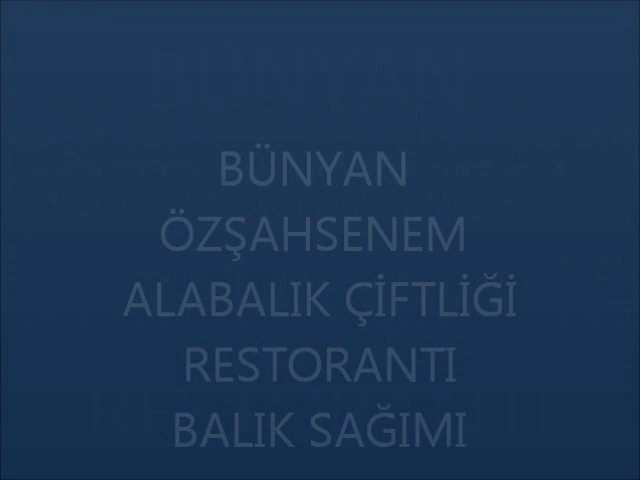 BÜNYAN
ÖZŞAHSENEM
ALABALIK ÇİFTLİĞİ
RESTORANTI
BALIK SAĞIMI